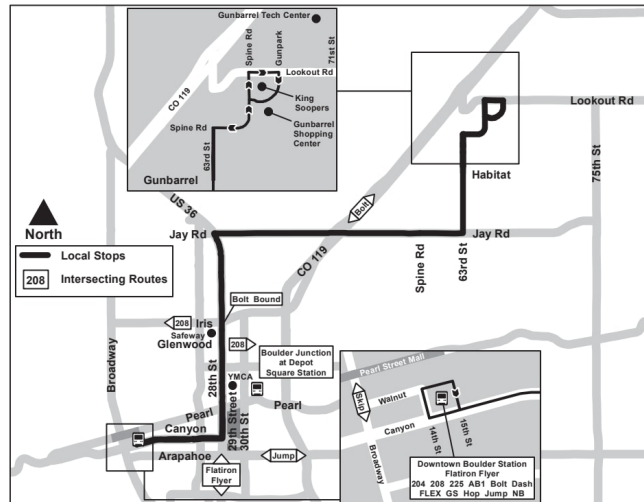 Gunbarrel Tech Center
Spine Rd
Gunpark
71st St
Lookout Rd
CO 119
King
Soopers
Spine Rd
Gunbarrel
Shopping
Center
63rd St
Gunbarrel
Lookout Rd
Habitat
75th St
US 36
Bolt
North
Jay Rd
Jay Rd
Local Stops
208 Intersecting Routes
CO 119
Spine Rd
63rd St
Bolt Bound
208 Iris
Safeway
Glenwood
208
Boulder Junction
at Depot
Square Station
Broadway
28th St
YMCA
Pearl
Pearl
29th Street
30th St
Canyon
Arapahoe
Jump
Flatiron
Flyer
Pearl Street Mall
Skip
Walnut
Canyon
Broadway
14th St
15th St
Downtown Boulder Station
Flatiron Flyer
204 208 225 AB1 Bolt Dash
FLEX GS Hop Jump NB